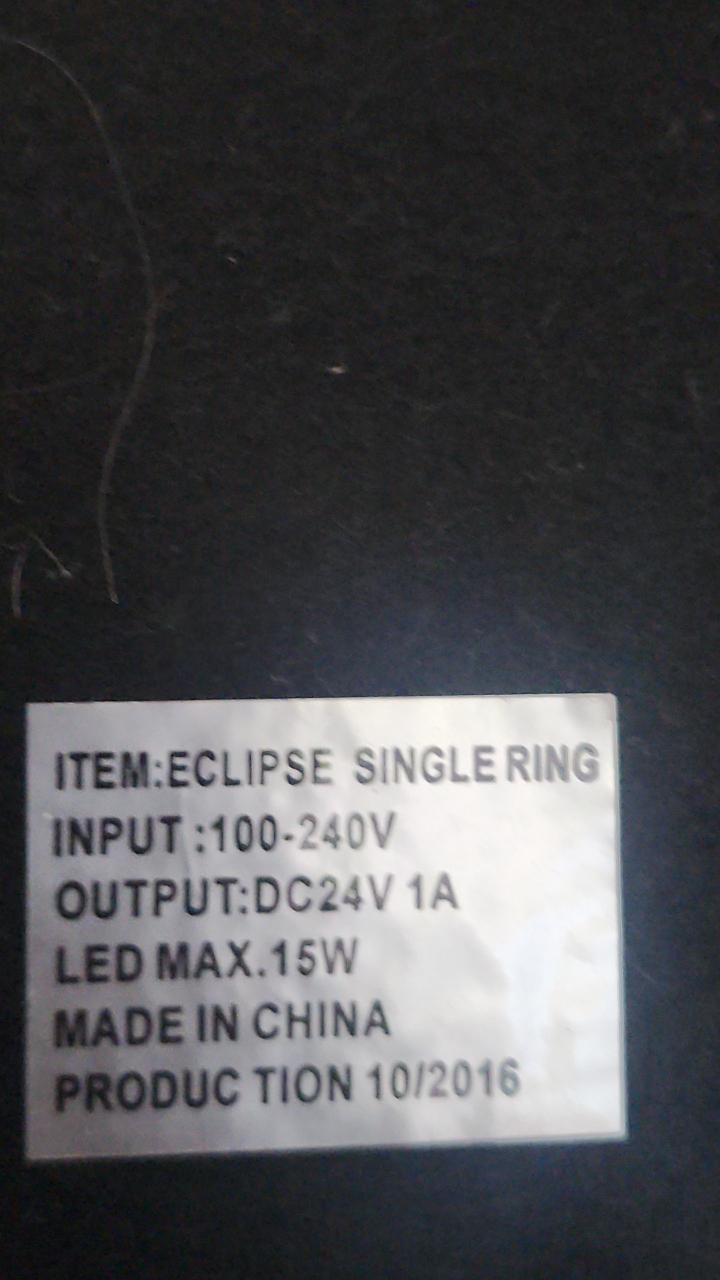 ITEM:ECLIPSE SINGLE RING
INPUT :100-240V
OUTPUT:DC24V 1A
LED MAX.15W
MADE IN CHINA
PRODUC TION 10/2016